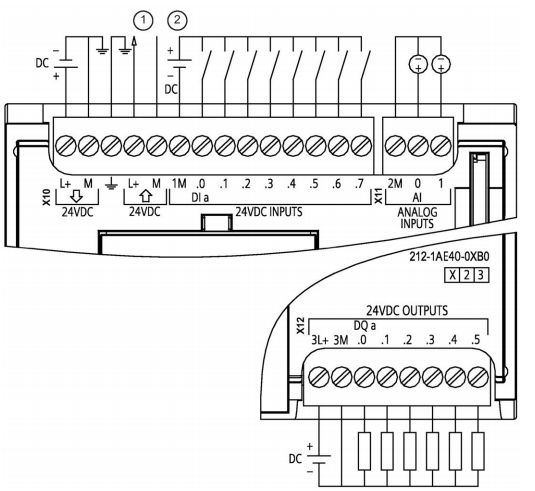 ① ②
− + −
DC
+ − DC
L+ M ⏚ L+ M 1M .0 .1 .2 .3 .4 .5 .6 .7 2M 0 1
X10 ⇩ ⇧ DI a X11 AI
24VDC 24VDC 24VDC INPUTS ANALOG
INPUTS
212-1AE40-0XB0
X 2 3
24VDC OUTPUTS
X12 DQ a
3L+ 3M .0 .1 .2 .3 .4 .5
+
DC
−